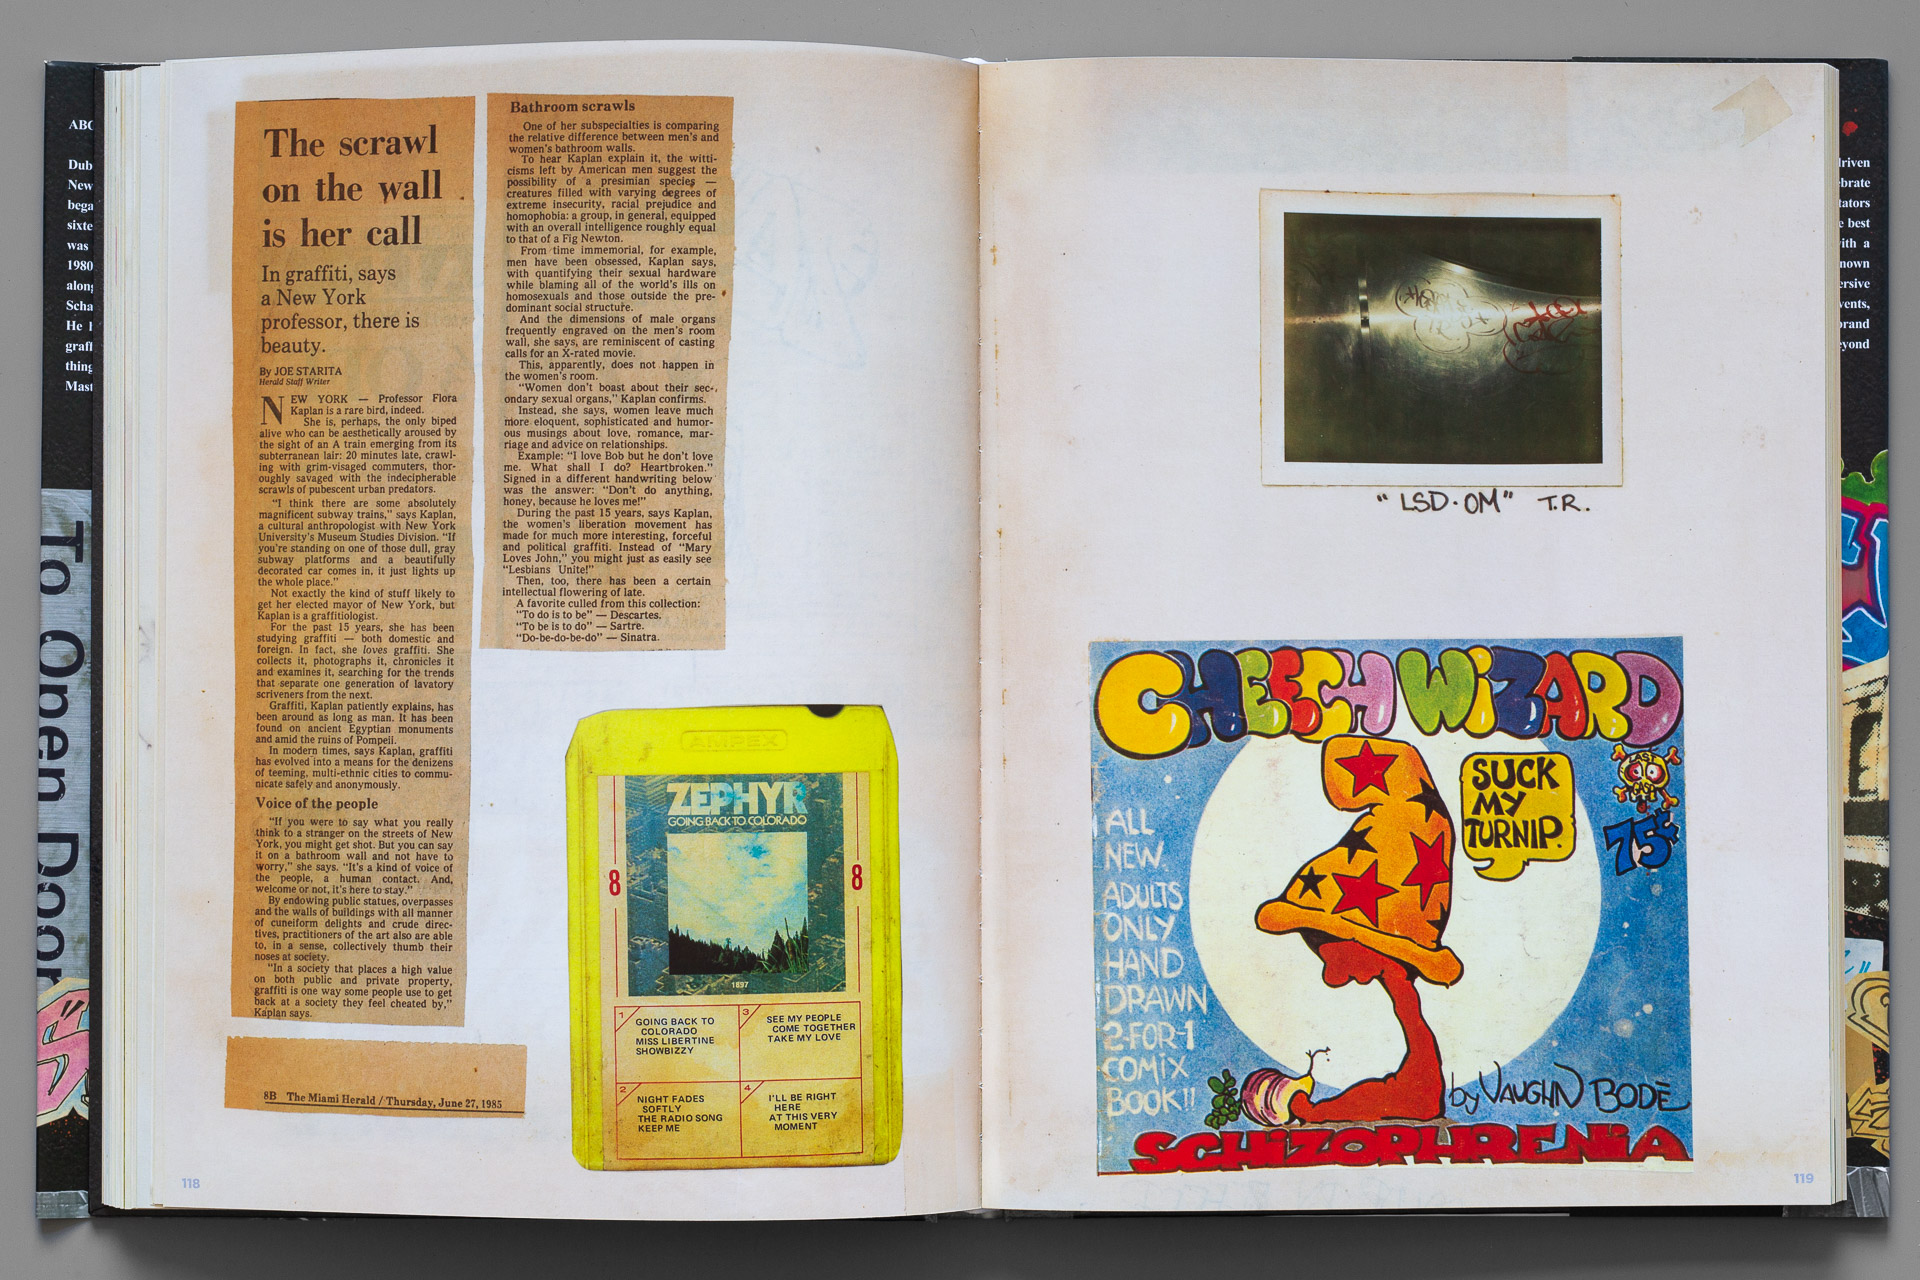 The scrawl
on the wall
is her call
In graffiti, says
a New York
professor, there is
beauty.
By JOE STARITA
Herald Staff Writer
NEW YORK — Professor Flora
Kaplan is a rare bird, indeed.
She is, perhaps, the only biped
alive who can be aesthetically aroused by
the sight of an A train emerging from its
subterranean lair: 20 minutes late, crawl-
ing with grim-visaged commuters, thor-
oughly savaged with the indecipherable
scrawls of pubescent urban predators.
"I think there are some absolutely
magnificent subway trains," says Kaplan,
a cultural anthropologist with New York
University's Museum Studies Division. "If
you're standing on one of those dull, gray
subway platforms and a beautifully
decorated car comes in, it just lights up
the whole place."
Not exactly the kind of stuff likely to
get her elected mayor of New York, but
Kaplan is a graffitiologist.
For the past 15 years, she has been
studying graffiti — both domestic and
foreign. In fact, she loves graffiti. She
collects it, photographs it, chronicles it
and examines it, searching for the trends
that separate one generation of lavatory
scriveners from the next.
Graffiti, Kaplan patiently explains, has
been around as long as man. It has been
found on ancient Egyptian monuments
and amid the ruins of Pompeii.
In modern times, says Kaplan, graffiti
has evolved into a means for the denizens
of teeming, multi-ethnic cities to commu-
nicate safely and anonymously.
Voice of the people
"If you were to say what you really
think to a stranger on the streets of New
York, you might get shot. But you can say
it on a bathroom wall and not have to
worry," she says. "It's a kind of voice of
the people, a human contact. And,
welcome or not, it's here to stay."
By endowing public statues, overpasses
and the walls of buildings with all manner
of cuneiform delights and crude direc-
tives, practitioners of the art also are able
to, in a sense, collectively thumb their
noses at society.
"In a society that places a high value
on both public and private property,
graffiti is one way some people use to get
back at a society they feel cheated by,"
Kaplan says.
8B The Miami Herald / Thursday, June 27, 1985
Bathroom scrawls
One of her subspecialties is comparing
the relative difference between men's and
women's bathroom walls.
To hear Kaplan explain it, the witti-
cisms left by American men suggest the
possibility of a presimian species —
creatures filled with varying degrees of
extreme insecurity, racial prejudice and
homophobia: a group, in general, equipped
with an overall intelligence roughly equal
to that of a Fig Newton.
From time immemorial, for example,
men have been obsessed, Kaplan says,
with quantifying their sexual hardware
while blaming all of the world's ills on
homosexuals and those outside the pre-
dominant social structure.
And the dimensions of male organs
frequently engraved on the men's room
wall, she says, are reminiscent of casting
calls for an X-rated movie.
This, apparently, does not happen in
the women's room.
"Women don't boast about their sec-
ondary sexual organs," Kaplan confirms.
Instead, she says, women leave much
more eloquent, sophisticated and humor-
ous musings about love, romance, mar-
riage and advice on relationships.
Example: "I love Bob but he don't love
me. What shall I do? Heartbroken."
Signed in a different handwriting below
was the answer: "Don't do anything,
honey, because he loves me!"
During the past 15 years, says Kaplan,
the women's liberation movement has
made for much more interesting, forceful
and political graffiti. Instead of "Mary
Loves John," you might just as easily see
"Lesbians Unite!"
Then, too, there has been a certain
intellectual flowering of late.
A favorite culled from this collection:
"To do is to be" — Descartes.
"To be is to do" — Sartre.
"Do-be-do-be-do" — Sinatra.
AMPEX
ZEPHYR
GOING BACK TO COLORADO
8
8
1897
1
GOING BACK TO
COLORADO
MISS LIBERTINE
SHOWBIZZY
3
SEE MY PEOPLE
COME TOGETHER
TAKE MY LOVE
2
NIGHT FADES
SOFTLY
THE RADIO SONG
KEEP ME
4
I'LL BE RIGHT
HERE
AT THIS VERY
MOMENT
118
"LSD·OM" T.R.
CHEECH WIZARD
SUCK
MY
TURNIP.
LAST
GASP
75¢
ALL
NEW.
ADULTS
ONLY
HAND
DRAWN
2-FOR-1
COMIX
BOOK!!
by VAUGHN BODĒ
SCHIZOPHRENIA
119
To Open Door
Dub
New
bega
sixte
was
1980
along
Scha
He h
graff
thing
Mast
driven
ebrate
tators
e best
with a
nown
ersive
vents,
brand
eyond